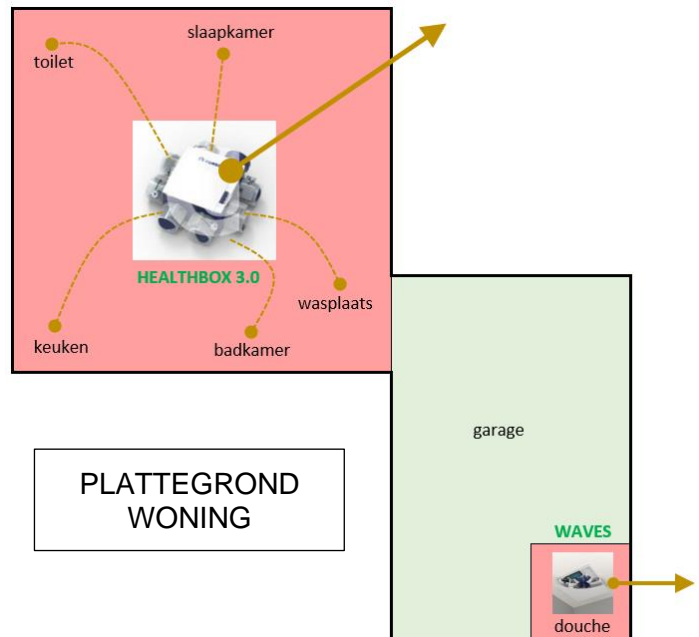 slaapkamer
toilet
HEALTHBOX 3.0
wasplaats
keuken
badkamer
garage
PLATTEGROND
WONING
WAVES
douche